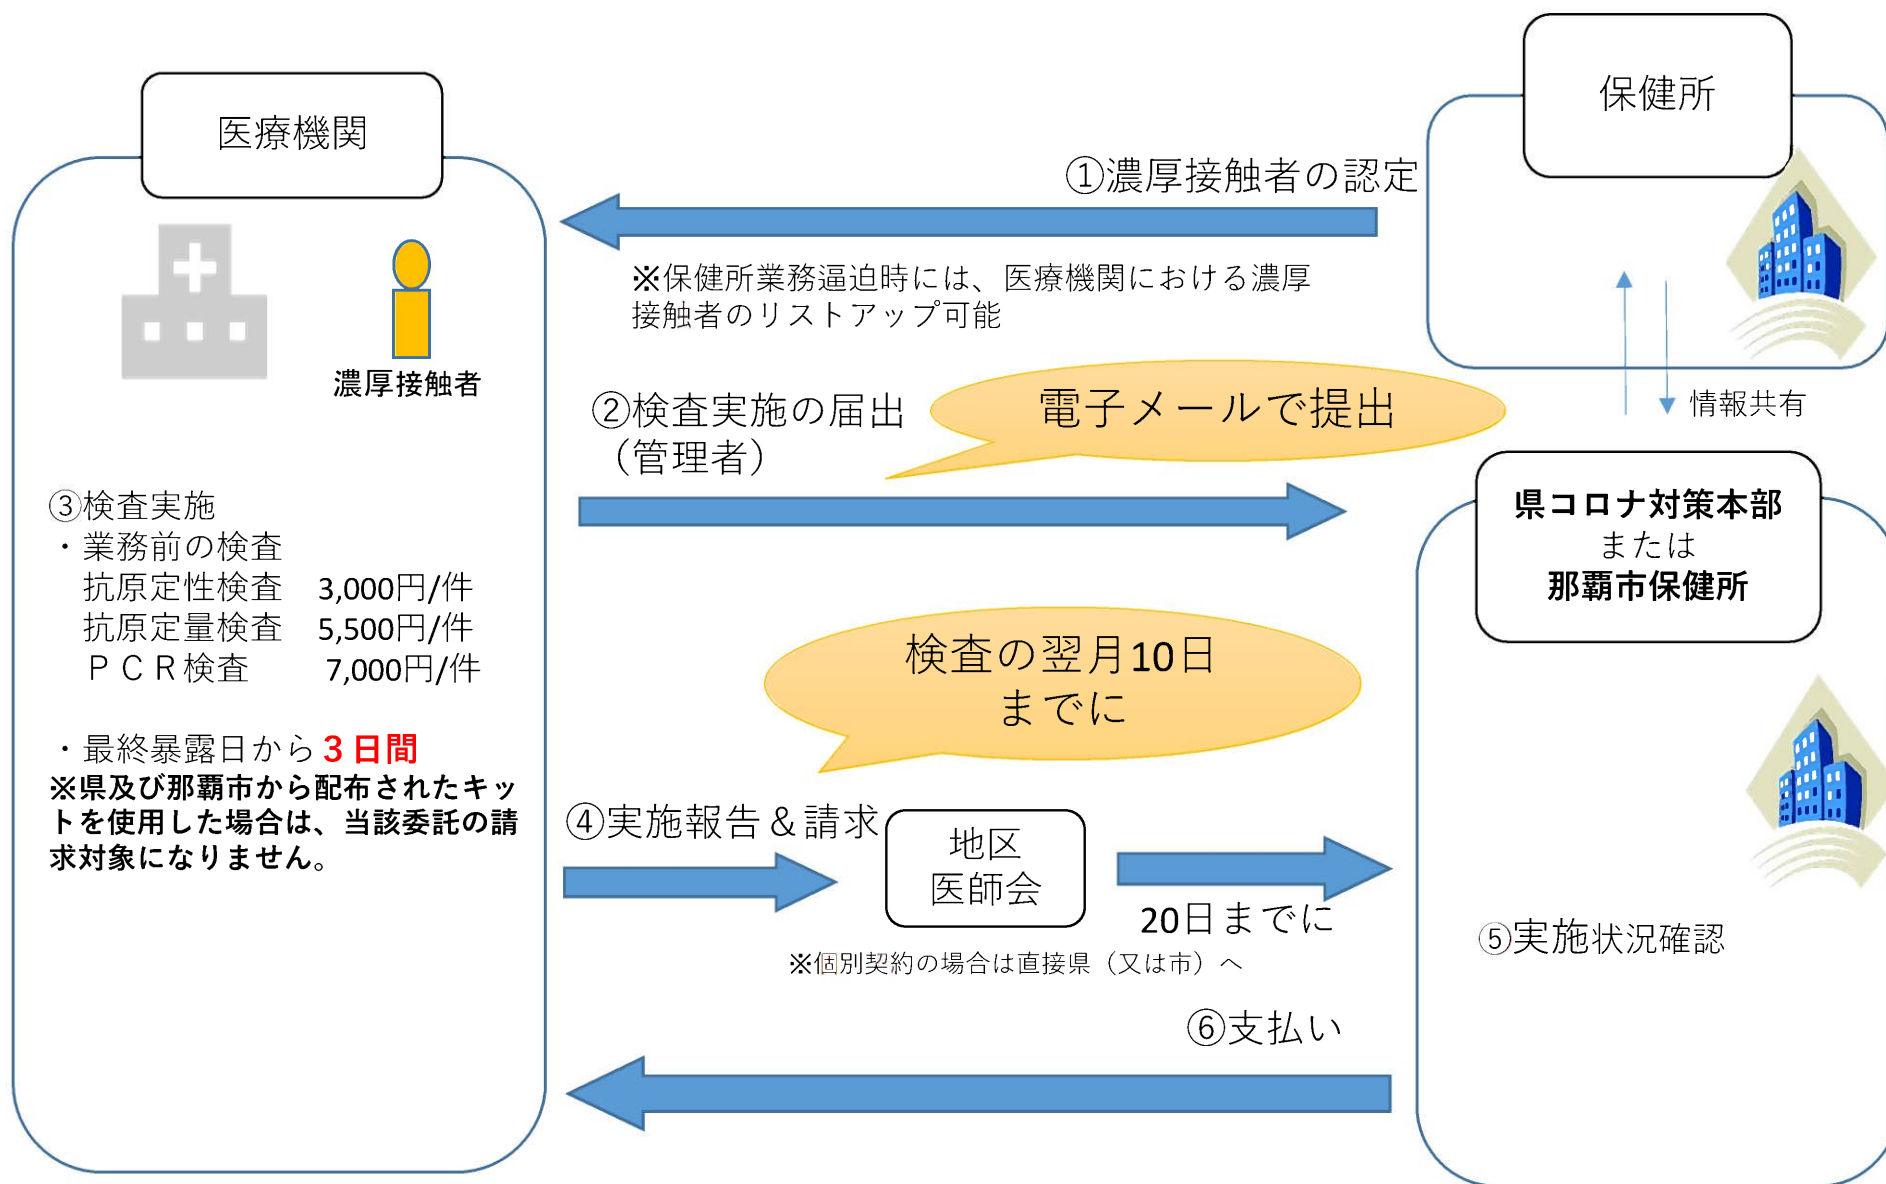 医療機関
保健所
①濃厚接触者の認定
※保健所業務逼迫時には、医療機関における濃厚
接触者のリストアップ可能
濃厚接触者
②検査実施の届出
（管理者）
電子メールで提出
情報共有
県コロナ対策本部
または
那覇市保健所
③検査実施
・業務前の検査
抗原定性検査 3,000円/件
抗原定量検査 5,500円/件
ＰＣＲ検査 7,000円/件
・最終暴露日から３日間
※県及び那覇市から配布されたキッ
トを使用した場合は、当該委託の請
求対象になりません。
検査の翌月10日
までに
④実施報告＆請求
地区
医師会
20日までに
※個別契約の場合は直接県（又は市）へ
⑤実施状況確認
⑥支払い